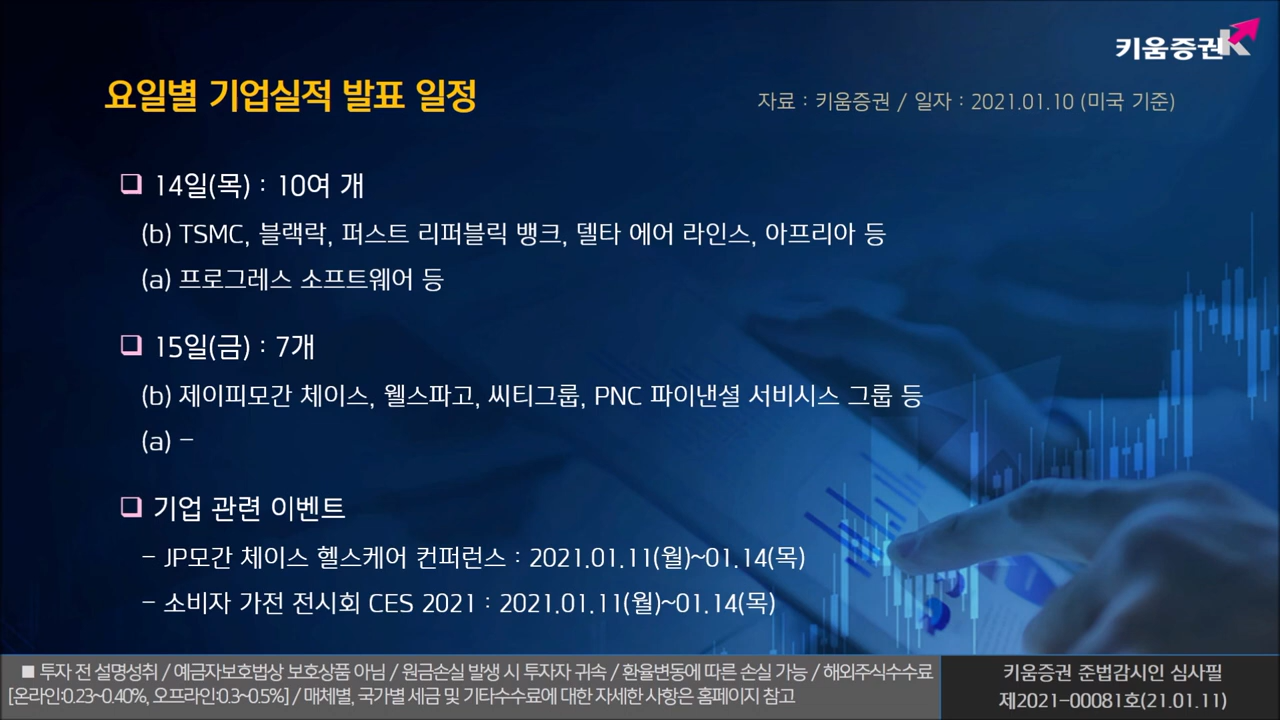 키움증권
요일별 기업실적 발표 일정
자료 : 키움증권 / 일자 : 2021.01.10 (미국 기준)
❑ 14일(목) : 10여 개
(b) TSMC, 블랙락, 퍼스트 리퍼블릭 뱅크, 델타 에어 라인스, 아프리아 등
(a) 프로그레스 소프트웨어 등
❑ 15일(금) : 7개
(b) 제이피모간 체이스, 웰스파고, 씨티그룹, PNC 파이낸셜 서비시스 그룹 등
(a) -
❑ 기업 관련 이벤트
- JP모간 체이스 헬스케어 컨퍼런스 : 2021.01.11(월)~01.14(목)
- 소비자 가전 전시회 CES 2021 : 2021.01.11(월)~01.14(목)
■ 투자 전 설명성취 / 예금자보호법상 보호상품 아님 / 원금손실 발생 시 투자자 귀속 / 환율변동에 따른 손실 가능 / 해외주식수수료
[온라인:0.23~0.40%, 오프라인:0.3~0.5%] / 매체별, 국가별 세금 및 기타수수료에 대한 자세한 사항은 홈페이지 참고
키움증권 준법감시인 심사필
제2021-00081호(21.01.11)